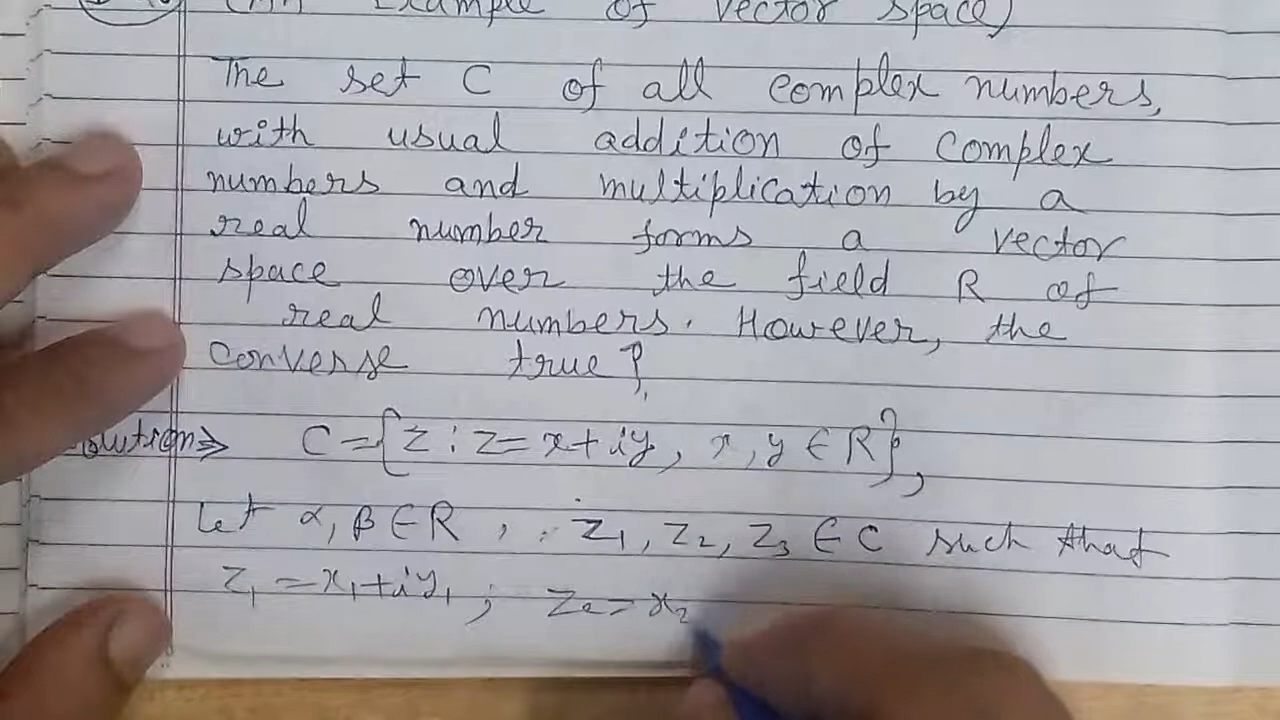 Example of vector space)
The set C of all complex numbers,
with usual addition of complex
numbers and multiplication by a
real number forms a vector
space over the field R of
real numbers. However, the
converse true?
Solution⇒ C={z : z=x+iy, x,y∈R},
Let α,β∈R , z₁, z₂, z₃ ∈ C such that
z₁=x₁+iy₁ ; z₂=x₂